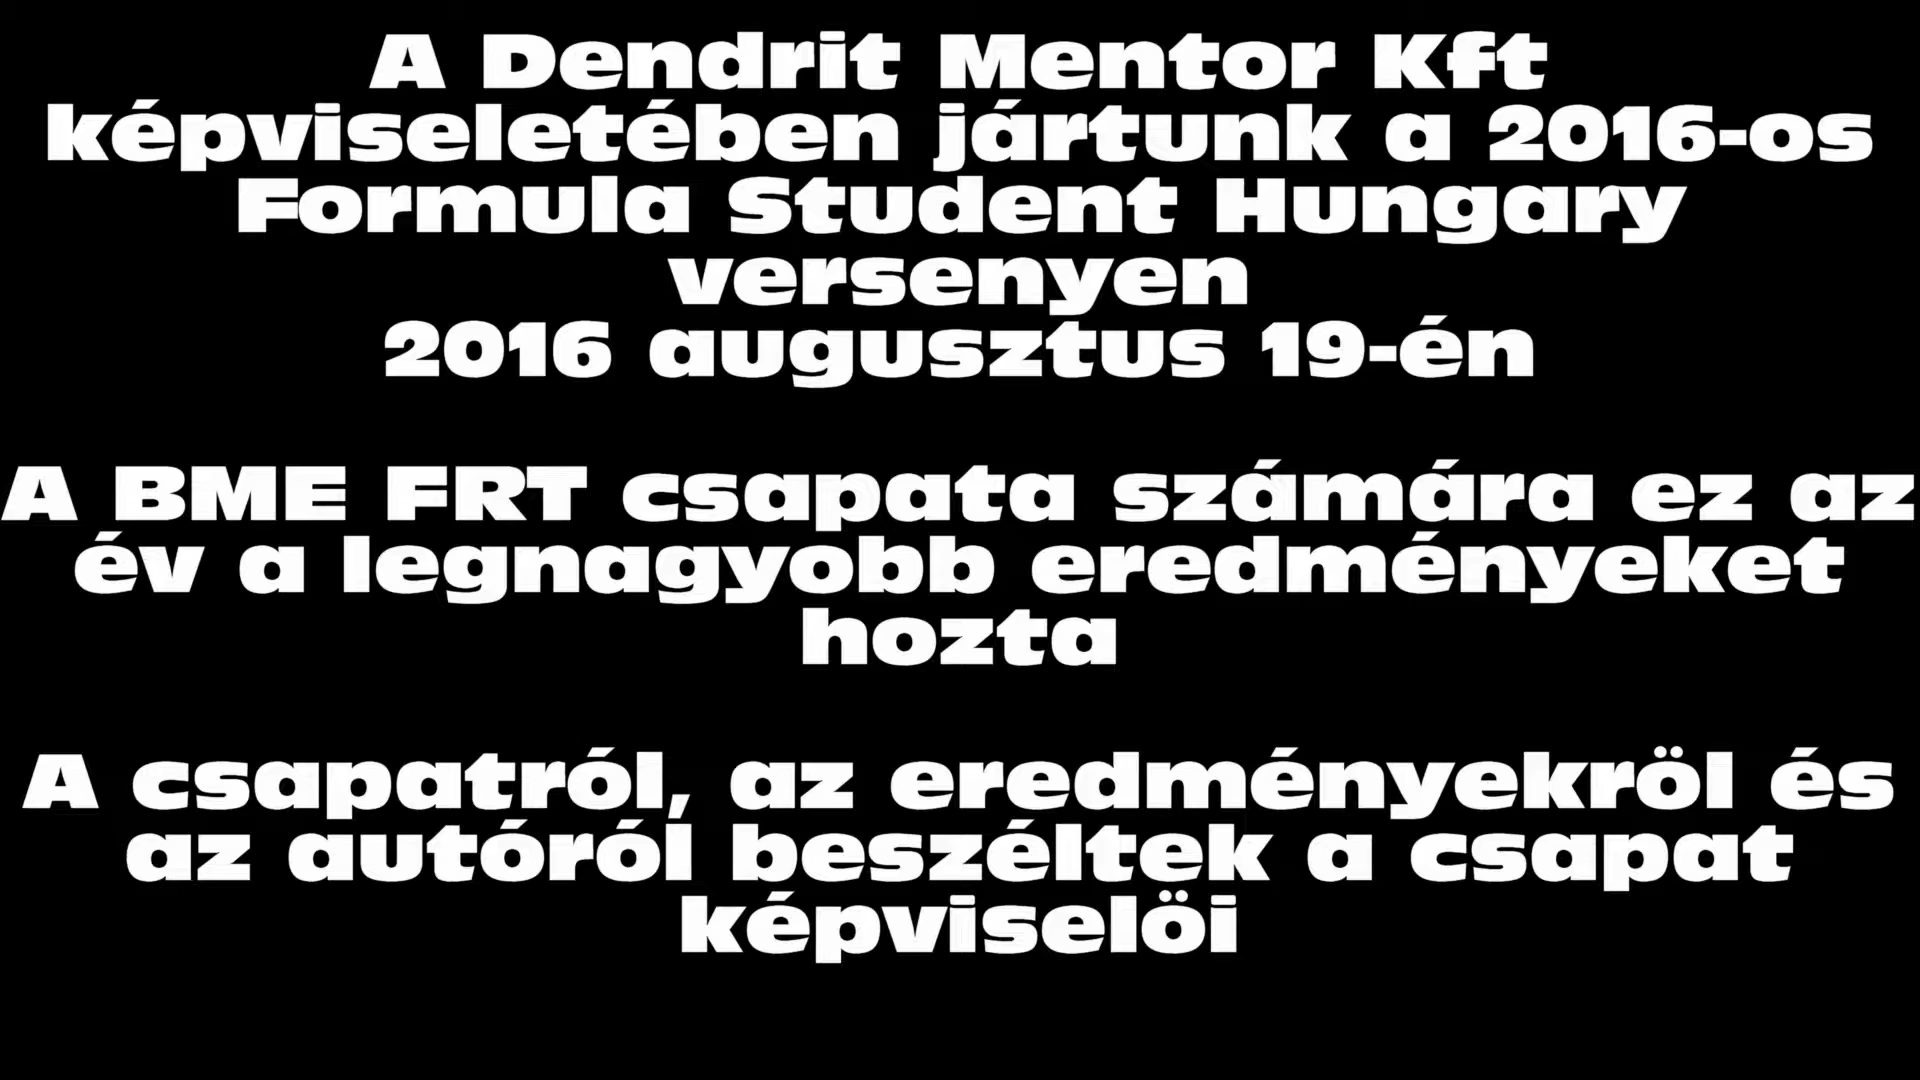 A Dendrit Mentor Kft
képviseletében jártunk a 2016-os
Formula Student Hungary
versenyen
2016 augusztus 19-én
A BME FRT csapata számára ez az
év a legnagyobb eredményeket
hozta
A csapatról, az eredményekröl és
az autóról beszéltek a csapat
képviselöi